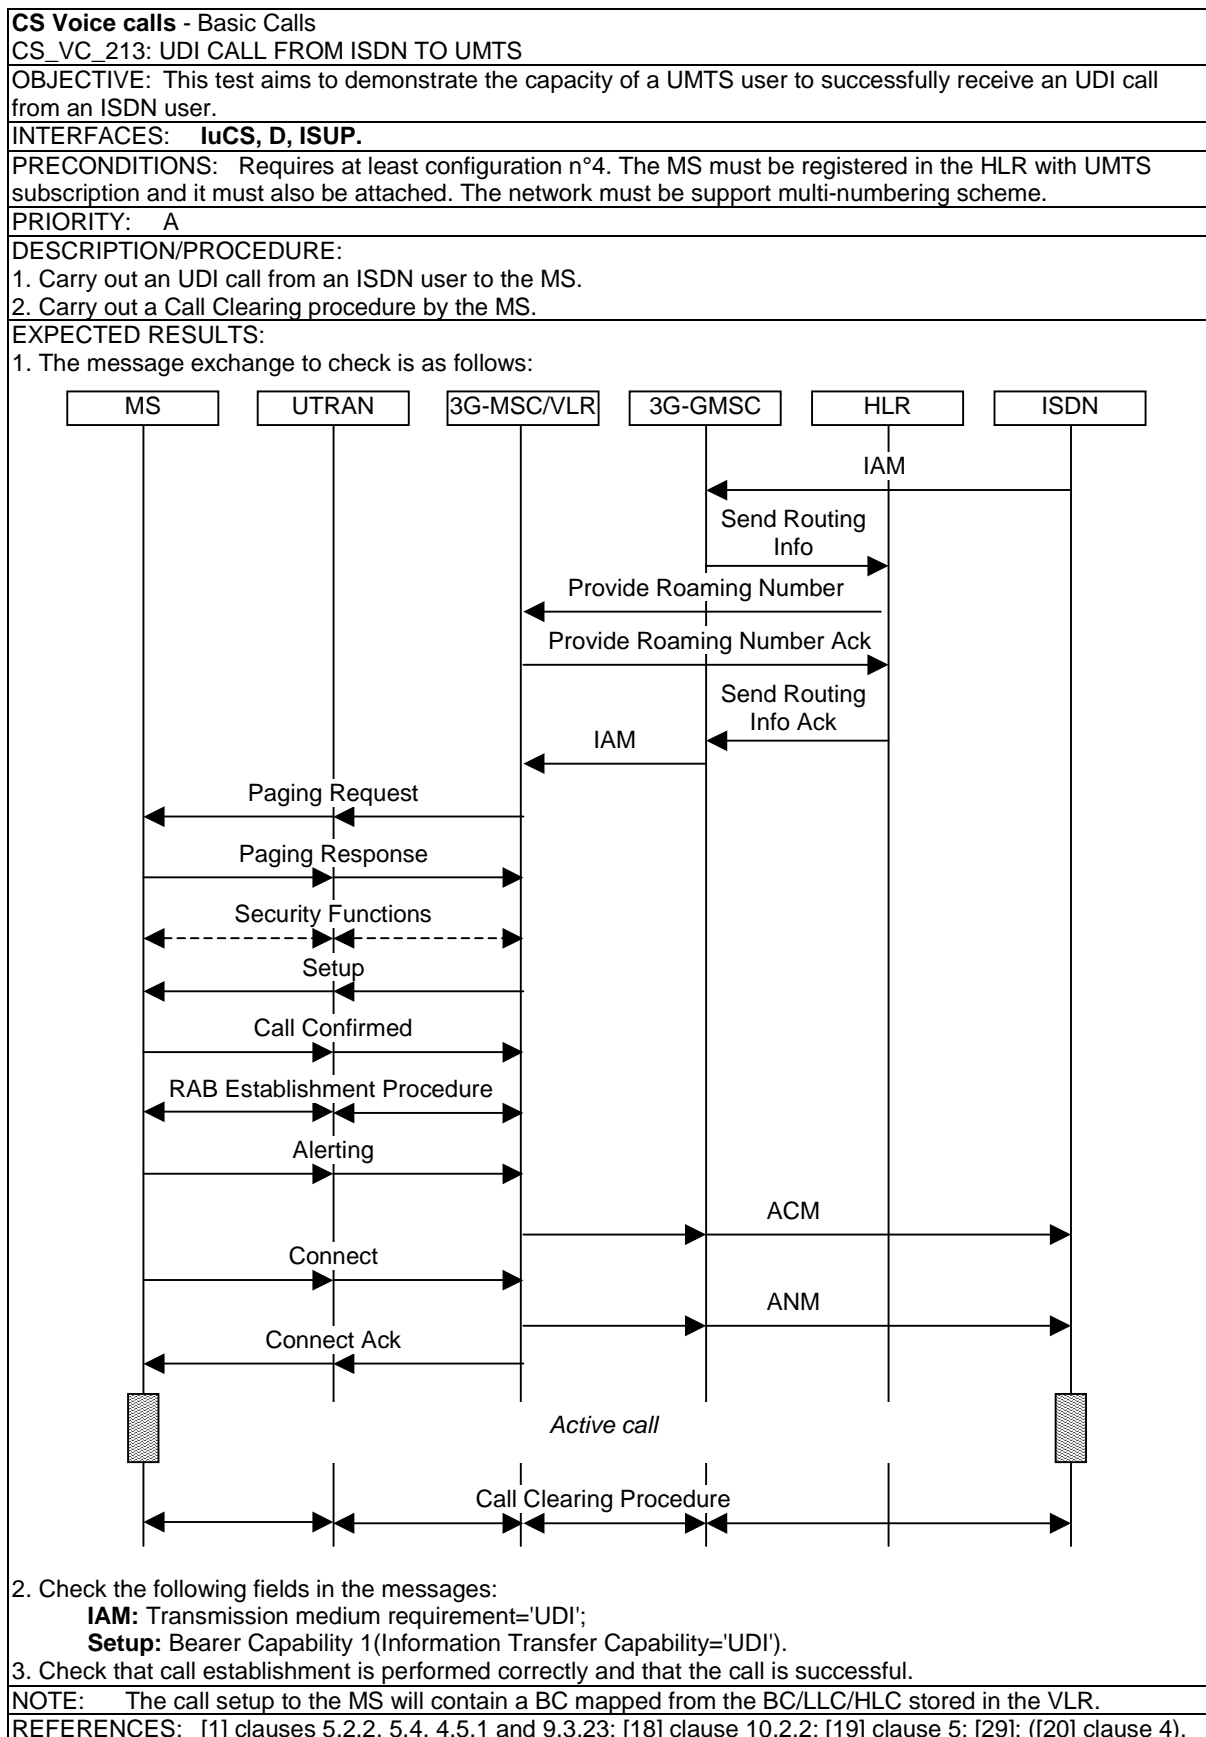 CS Voice calls - Basic Calls
CS_VC_213: UDI CALL FROM ISDN TO UMTS
OBJECTIVE: This test aims to demonstrate the capacity of a UMTS user to successfully receive an UDI call
from an ISDN user.
INTERFACES: IuCS, D, ISUP.
PRECONDITIONS: Requires at least configuration n°4. The MS must be registered in the HLR with UMTS
subscription and it must also be attached. The network must be support multi-numbering scheme.
PRIORITY: A
DESCRIPTION/PROCEDURE:
1. Carry out an UDI call from an ISDN user to the MS.
2. Carry out a Call Clearing procedure by the MS.
EXPECTED RESULTS:
1. The message exchange to check is as follows:
MS UTRAN 3G-MSC/VLR 3G-GMSC HLR ISDN
IAM
Send Routing
Info
Provide Roaming Number
Provide Roaming Number Ack
Send Routing
Info Ack
IAM
Paging Request
Paging Response
Security Functions
Setup
Call Confirmed
RAB Establishment Procedure
Alerting
ACM
Connect
ANM
Connect Ack
Active call
Call Clearing Procedure
2. Check the following fields in the messages:
IAM: Transmission medium requirement='UDI';
Setup: Bearer Capability 1(Information Transfer Capability='UDI').
3. Check that call establishment is performed correctly and that the call is successful.
NOTE: The call setup to the MS will contain a BC mapped from the BC/LLC/HLC stored in the VLR.
REFERENCES: [1] clauses 5.2.2, 5.4, 4.5.1 and 9.3.23; [18] clause 10.2.2; [19] clause 5; [29]; ([20] clause 4).